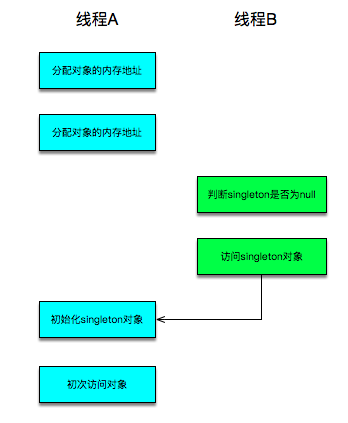 线程A
线程B
分配对象的内存地址
分配对象的内存地址
判断singleton是否为null
访问singleton对象
初始化singleton对象
初次访问对象